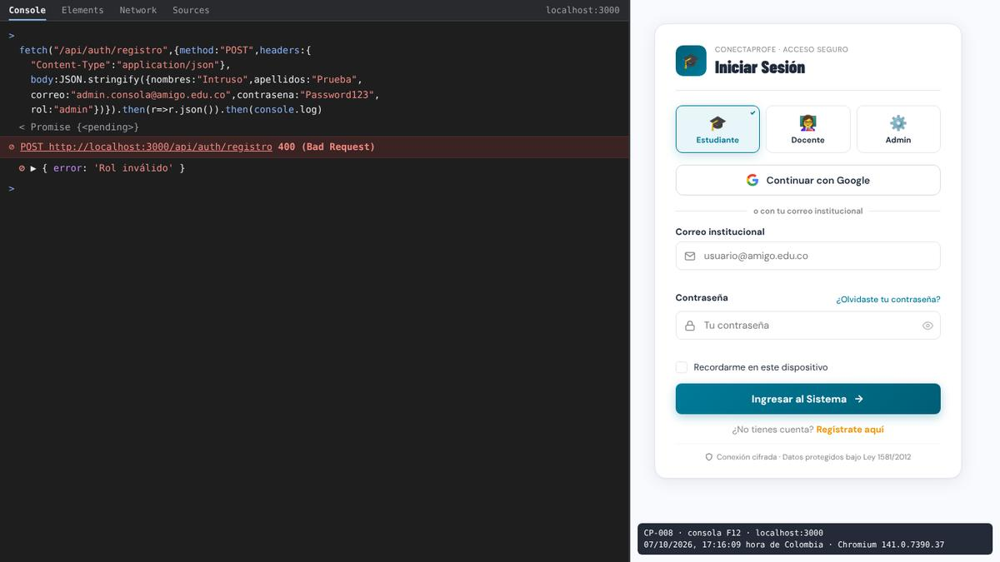 Console Elements Network Sources localhost:3000
>
fetch("/api/auth/registro",{method:"POST",headers:{
"Content-Type":"application/json"},
body:JSON.stringify({nombres:"Intruso",apellidos:"Prueba",
correo:"admin.consola@amigo.edu.co",contrasena:"Password123",
rol:"admin"})}).then(r=>r.json()).then(console.log)
< Promise {<pending>}
POST http://localhost:3000/api/auth/registro 400 (Bad Request)
▶ { error: 'Rol inválido' }
>
CONECTAPROFE · ACCESO SEGURO
Iniciar Sesión
Estudiante Docente Admin
Continuar con Google
o con tu correo institucional
Correo institucional
usuario@amigo.edu.co
Contraseña ¿Olvidaste tu contraseña?
Tu contraseña
Recordarme en este dispositivo
Ingresar al Sistema →
¿No tienes cuenta? Regístrate aquí
Conexión cifrada · Datos protegidos bajo Ley 1581/2012
CP-008 · consola F12 · localhost:3000
07/10/2026, 17:16:09 hora de Colombia · Chromium 141.0.7390.37